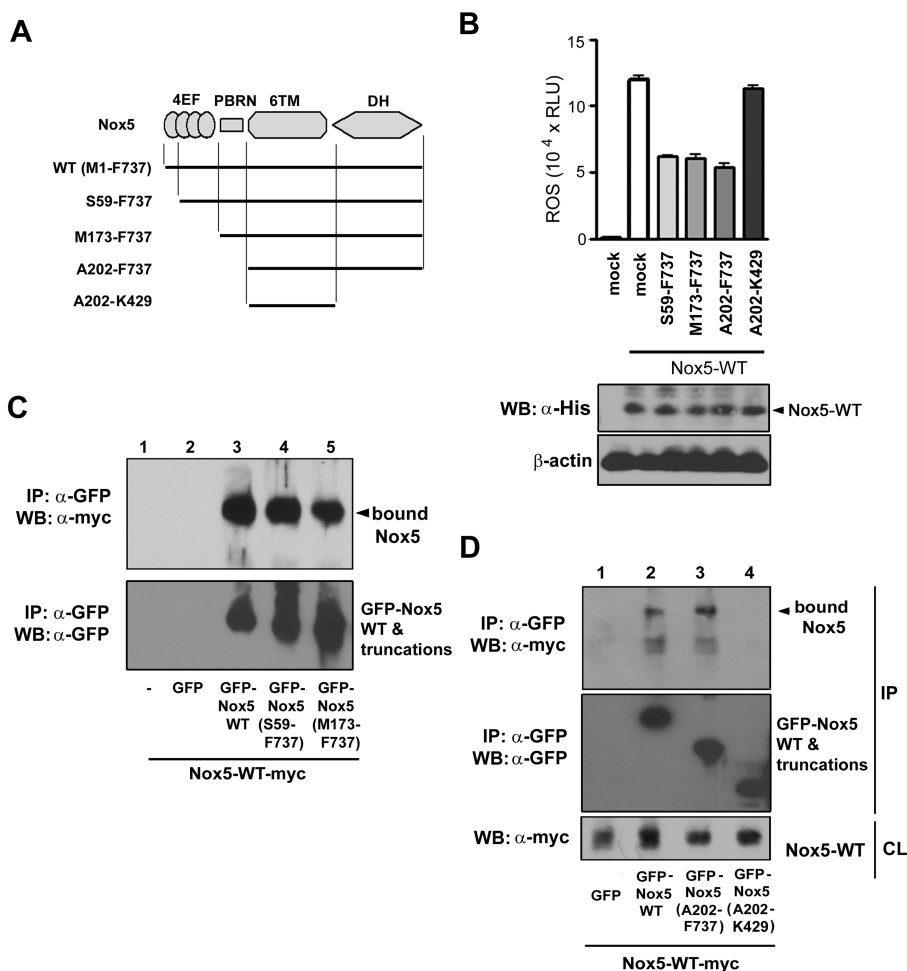 A
4EF PBRN 6TM DH
Nox5
WT (M1-F737)
S59-F737
M173-F737
A202-F737
A202-K429
B
ROS (10⁴ x RLU)
15
10
5
0
mock
mock
S59-F737
M173-F737
A202-F737
A202-K429
Nox5-WT
WB: α-His
Nox5-WT
β-actin
C
1 2 3 4 5
IP: α-GFP
WB: α-myc
bound
Nox5
IP: α-GFP
WB: α-GFP
GFP-Nox5
WT &
truncations
-
GFP
GFP-
Nox5
WT
GFP-
Nox5
(S59-
F737)
GFP-
Nox5
(M173-
F737)
Nox5-WT-myc
D
1 2 3 4
IP: α-GFP
WB: α-myc
bound
Nox5
IP: α-GFP
WB: α-GFP
GFP-Nox5
WT &
truncations
IP
WB: α-myc
Nox5-WT
CL
GFP
GFP-
Nox5
WT
GFP-
Nox5
(A202-
F737)
GFP-
Nox5
(A202-
K429)
Nox5-WT-myc